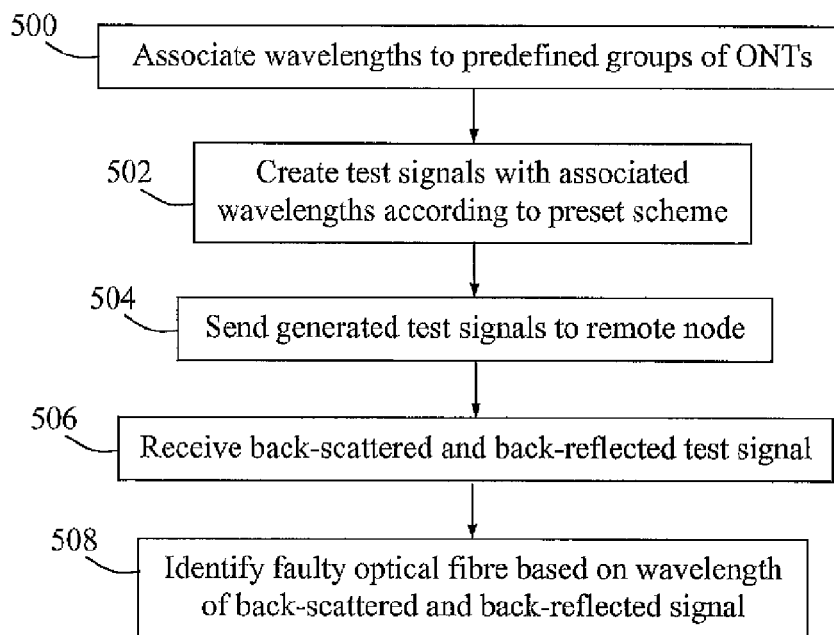 500
Associate wavelengths to predefined groups of ONTs
502
Create test signals with associated
wavelengths according to preset scheme
504
Send generated test signals to remote node
506
Receive back-scattered and back-reflected test signal
508
Identify faulty optical fibre based on wavelength
of back-scattered and back-reflected signal